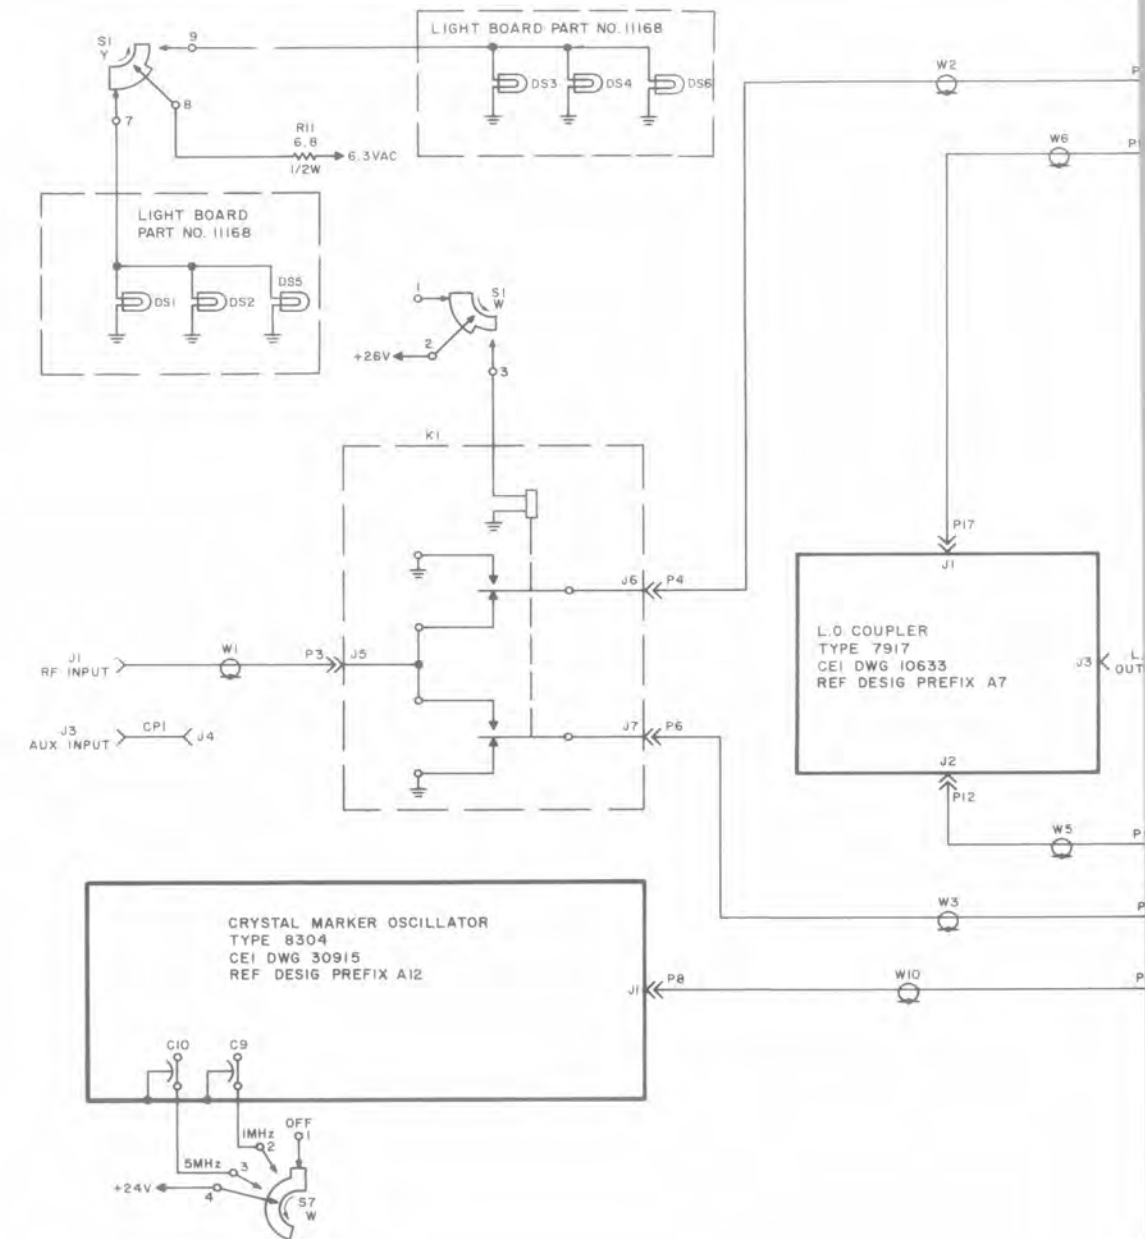 LIGHT BOARD PART NO. 11168
S1
Y
9
8
7
DS3
DS4
DS6
R11
6.8
1/2W
6.3VAC
W2
P
W6
LIGHT BOARD
PART NO. 11168
DS1
DS2
DS5
1
S1
W
2
+26V
3
K1
P17
J1
J6
P4
L.O. COUPLER
TYPE 7917
CEI DWG 10633
REF DESIG PREFIX A7
J3
L.
OUT
J1
RF INPUT
W1
P3
J5
J3
AUX INPUT
CP1
J4
J7
P6
J2
P12
W5
P
W3
P
CRYSTAL MARKER OSCILLATOR
TYPE 8304
CEI DWG 30915
REF DESIG PREFIX A12
J1
P8
W10
P
C10
C9
OFF
1
1MHz
2
5MHz
3
+24V
4
S7
W